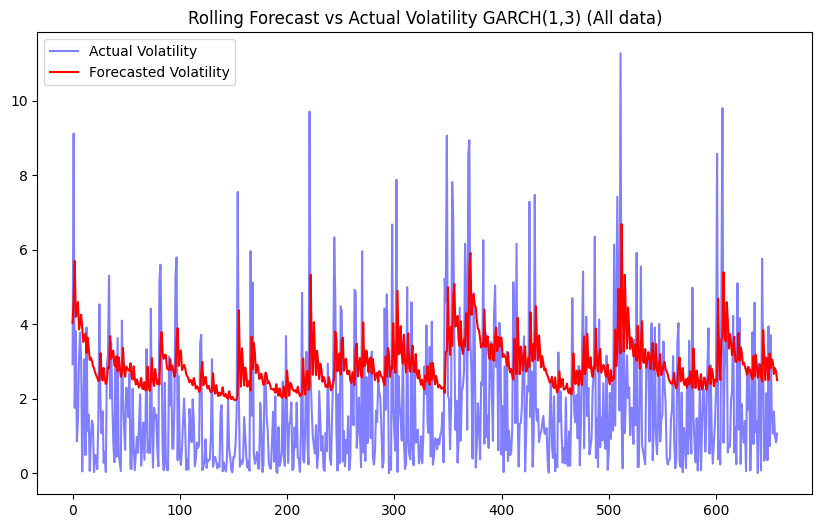 Rolling Forecast vs Actual Volatility GARCH(1,3) (All data)
Actual Volatility
Forecasted Volatility
10
8
6
4
2
0
0 100 200 300 400 500 600